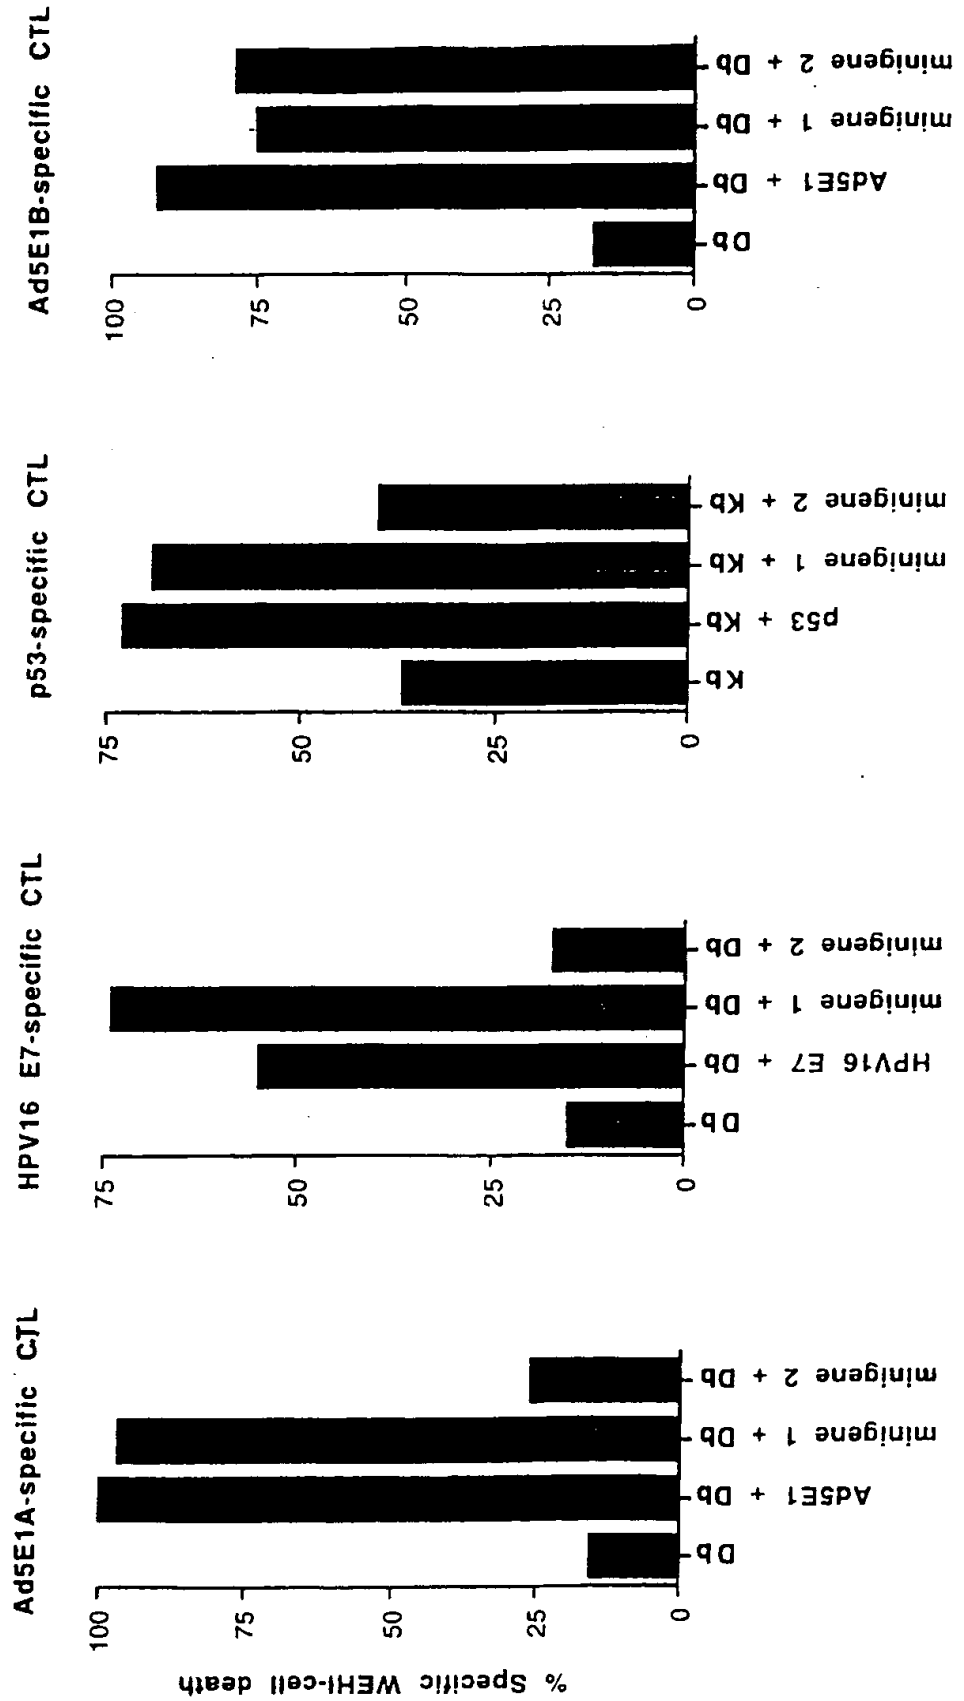 % Specific WEHI-cell death
Ad5E1A-specific CTL
100
75
50
25
0
Db
Ad5E1 + Db
minigene 1 + Db
minigene 2 + Db
HPV16 E7-specific CTL
75
50
25
0
Db
HPV16 E7 + Db
minigene 1 + Db
minigene 2 + Db
p53-specific CTL
75
50
25
0
Kb
p53 + Kb
minigene 1 + Kb
minigene 2 + Kb
Ad5E1B-specific CTL
100
75
50
25
0
Db
Ad5E1 + Db
minigene 1 + Db
minigene 2 + Db